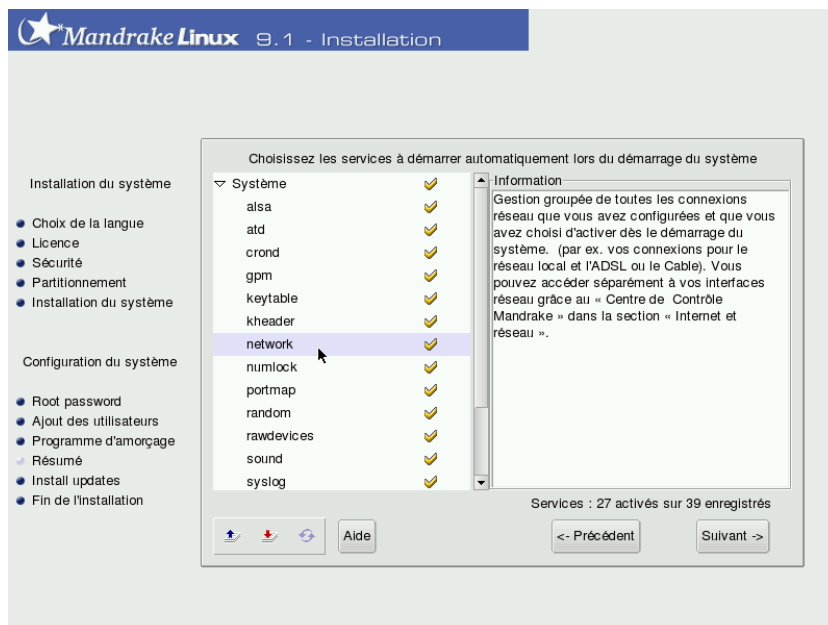 Mandrake Linux 9.1 - Installation
Installation du système
Choix de la langue
Licence
Sécurité
Partitionnement
Installation du système
Configuration du système
Root password
Ajout des utilisateurs
Programme d'amorçage
Résumé
Install updates
Fin de l'installation
Choisissez les services à démarrer automatiquement lors du démarrage du système
Système
alsa
atd
crond
gpm
keytable
kheader
network
numlock
portmap
random
rawdevices
sound
syslog
Information
Gestion groupée de toutes les connexions
réseau que vous avez configurées et que vous
avez choisi d'activer dès le démarrage du
système. (par ex. vos connexions pour le
réseau local et l'ADSL ou le Cable). Vous
pouvez accéder séparément à vos interfaces
réseau grâce au « Centre de Contrôle
Mandrake » dans la section « Internet et
réseau ».
Services : 27 activés sur 39 enregistrés
Aide
<- Précédent
Suivant ->